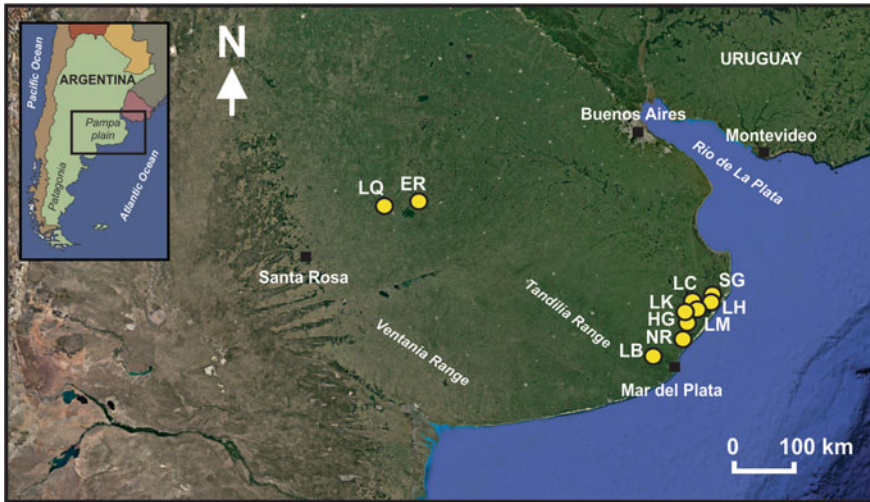 Pacific Ocean
ARGENTINA
Pampa
plain
Patagonia
Atlantic Ocean
N
URUGUAY
Buenos Aires
Montevideo
Rio de La Plata
LQ
ER
Santa Rosa
Ventania Range
Tandilia Range
LC
SG
LK
LH
HG
LM
NR
LB
Mar del Plata
0
100 km